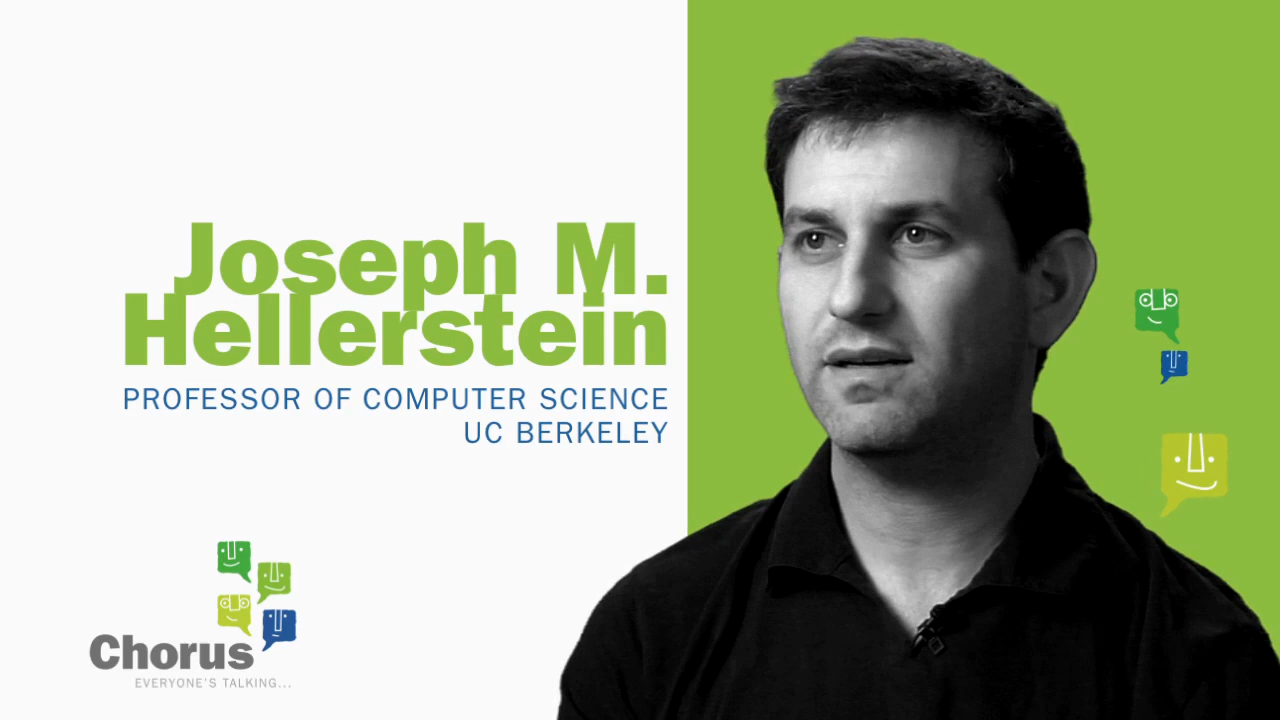 Joseph M.
Hellerstein
PROFESSOR OF COMPUTER SCIENCE
UC BERKELEY
Chorus
EVERYONE'S TALKING...